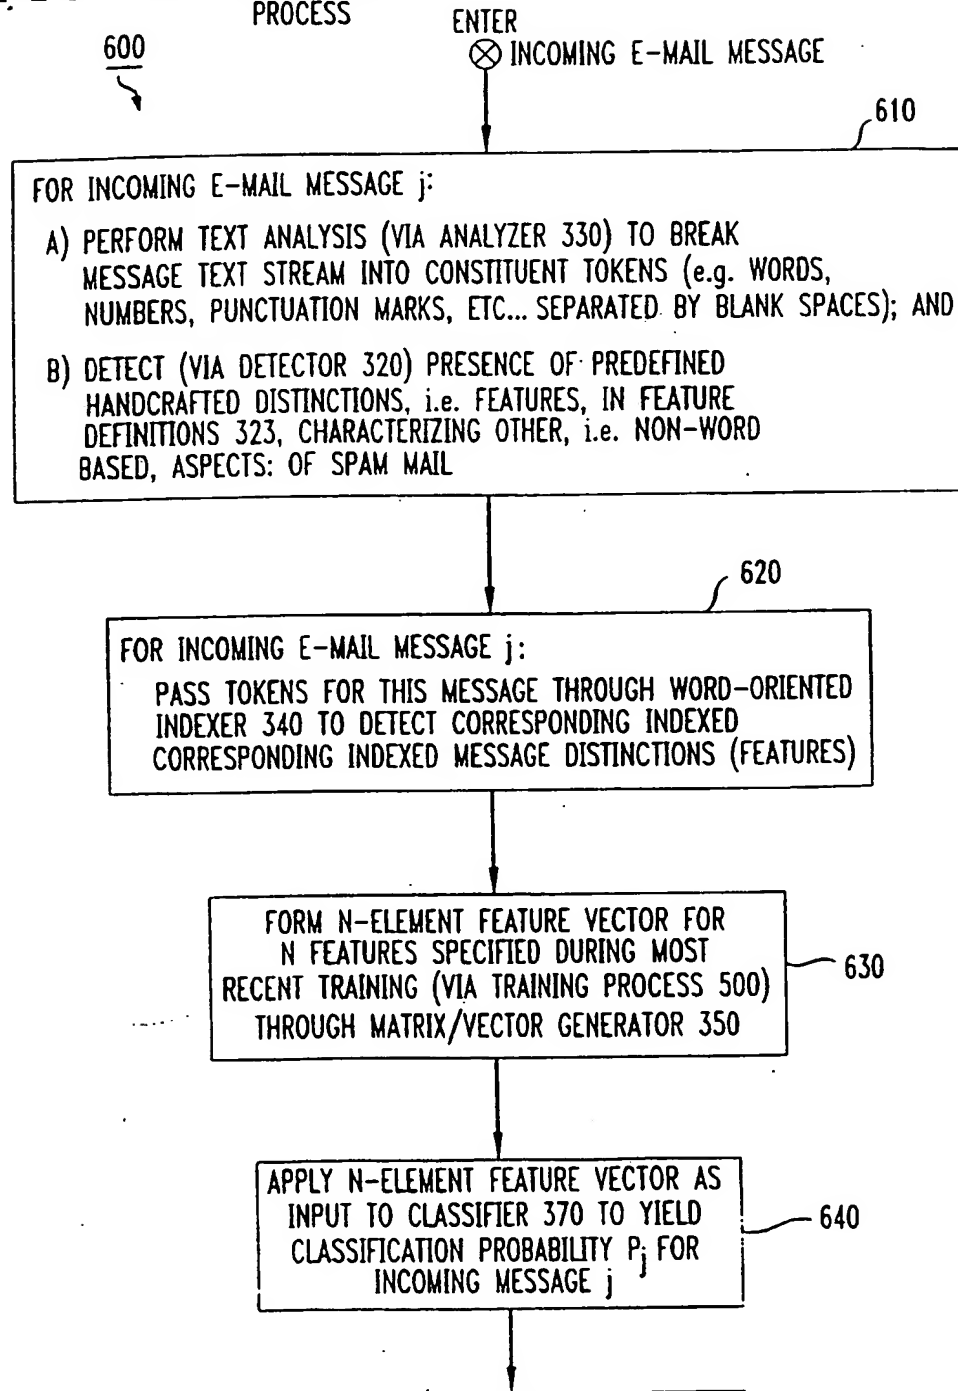 PROCESS
ENTER
600
INCOMING E-MAIL MESSAGE
610
FOR INCOMING E-MAIL MESSAGE j:
A) PERFORM TEXT ANALYSIS (VIA ANALYZER 330) TO BREAK
MESSAGE TEXT STREAM INTO CONSTITUENT TOKENS (e.g. WORDS,
NUMBERS, PUNCTUATION MARKS, ETC... SEPARATED BY BLANK SPACES); AND
B) DETECT (VIA DETECTOR 320) PRESENCE OF PREDEFINED
HANDCRAFTED DISTINCTIONS, i.e. FEATURES, IN FEATURE
DEFINITIONS 323, CHARACTERIZING OTHER, i.e. NON-WORD
BASED, ASPECTS: OF SPAM MAIL
620
FOR INCOMING E-MAIL MESSAGE j:
PASS TOKENS FOR THIS MESSAGE THROUGH WORD-ORIENTED
INDEXER 340 TO DETECT CORRESPONDING INDEXED
CORRESPONDING INDEXED MESSAGE DISTINCTIONS (FEATURES)
FORM N-ELEMENT FEATURE VECTOR FOR
N FEATURES SPECIFIED DURING MOST
RECENT TRAINING (VIA TRAINING PROCESS 500)
THROUGH MATRIX/VECTOR GENERATOR 350
630
APPLY N-ELEMENT FEATURE VECTOR AS
INPUT TO CLASSIFIER 370 TO YIELD
CLASSIFICATION PROBABILITY Pj FOR
INCOMING MESSAGE j
640